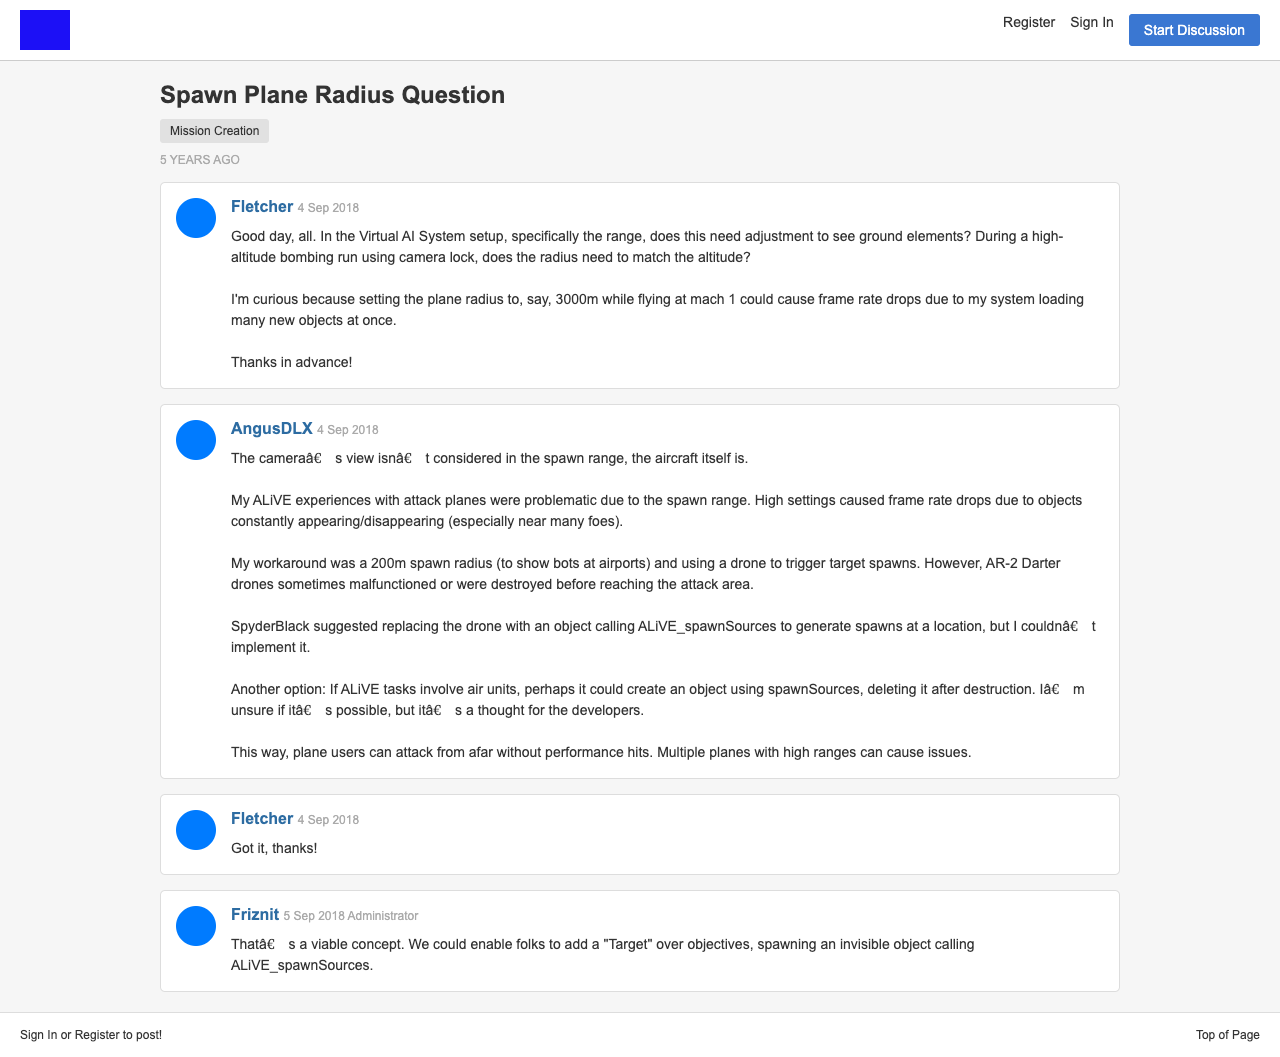 Register Sign In Start Discussion
Spawn Plane Radius Question
Mission Creation
5 YEARS AGO
Fletcher 4 Sep 2018
Good day, all. In the Virtual AI System setup, specifically the range, does this need adjustment to see ground elements? During a high-
altitude bombing run using camera lock, does the radius need to match the altitude?
I'm curious because setting the plane radius to, say, 3000m while flying at mach 1 could cause frame rate drops due to my system loading
many new objects at once.
Thanks in advance!
AngusDLX 4 Sep 2018
The cameraâ€ s view isnâ€ t considered in the spawn range, the aircraft itself is.
My ALiVE experiences with attack planes were problematic due to the spawn range. High settings caused frame rate drops due to objects
constantly appearing/disappearing (especially near many foes).
My workaround was a 200m spawn radius (to show bots at airports) and using a drone to trigger target spawns. However, AR-2 Darter
drones sometimes malfunctioned or were destroyed before reaching the attack area.
SpyderBlack suggested replacing the drone with an object calling ALiVE_spawnSources to generate spawns at a location, but I couldnâ€ t
implement it.
Another option: If ALiVE tasks involve air units, perhaps it could create an object using spawnSources, deleting it after destruction. Iâ€ m
unsure if itâ€ s possible, but itâ€ s a thought for the developers.
This way, plane users can attack from afar without performance hits. Multiple planes with high ranges can cause issues.
Fletcher 4 Sep 2018
Got it, thanks!
Friznit 5 Sep 2018 Administrator
Thatâ€ s a viable concept. We could enable folks to add a "Target" over objectives, spawning an invisible object calling
ALiVE_spawnSources.
Sign In or Register to post! Top of Page